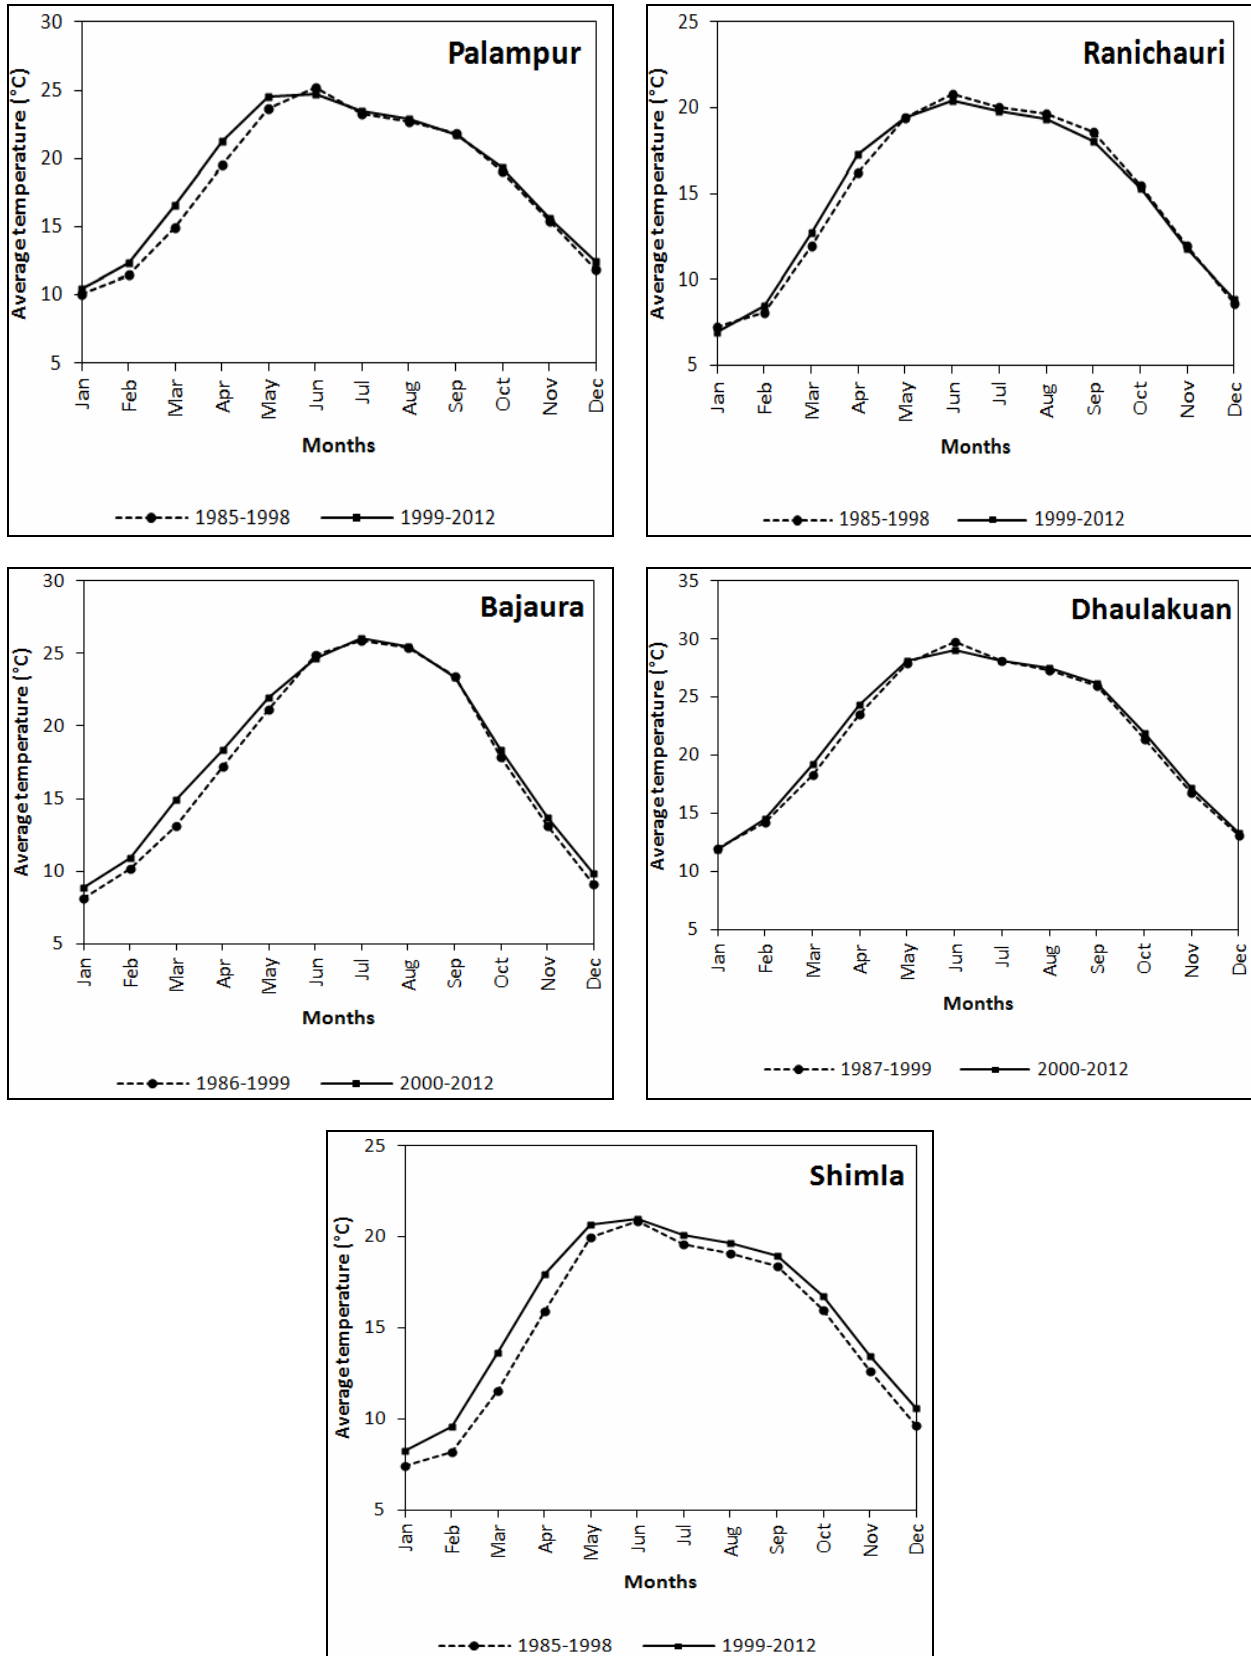 Palampur
Average temperature (°C)
30
25
20
15
10
5
Jan Feb Mar Apr May Jun Jul Aug Sep Oct Nov Dec
Months
1985-1998 1999-2012
Ranichauri
Average temperature (°C)
25
20
15
10
5
Jan Feb Mar Apr May Jun Jul Aug Sep Oct Nov Dec
Months
1985-1998 1999-2012
Bajaura
Average temperature (°C)
30
25
20
15
10
5
Jan Feb Mar Apr May Jun Jul Aug Sep Oct Nov Dec
Months
1986-1999 2000-2012
Dhaulakuan
Average temperature (°C)
35
30
25
20
15
10
5
Jan Feb Mar Apr May Jun Jul Aug Sep Oct Nov Dec
Months
1987-1999 2000-2012
Shimla
Average temperature (°C)
25
20
15
10
5
Jan Feb Mar Apr May Jun Jul Aug Sep Oct Nov Dec
Months
1985-1998 1999-2012